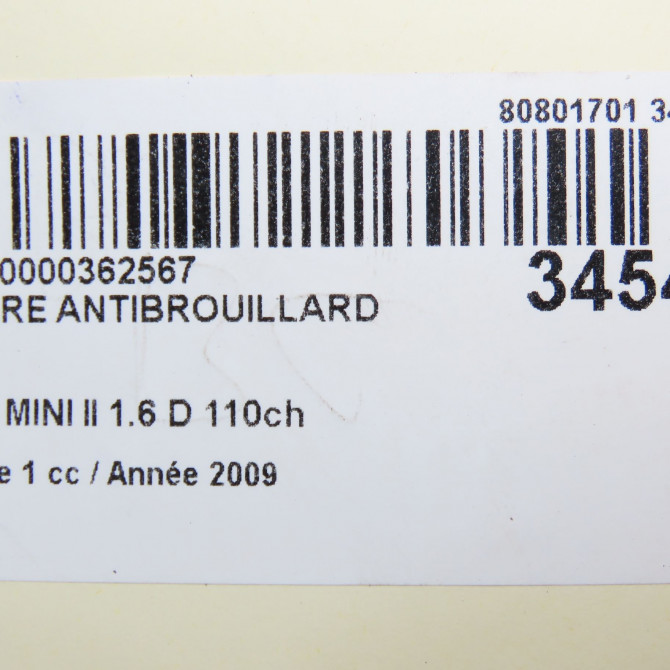 80801701 34
0000362567
3454
RE ANTIBROUILLARD
MINI II 1.6 D 110ch
e 1 cc / Année 2009